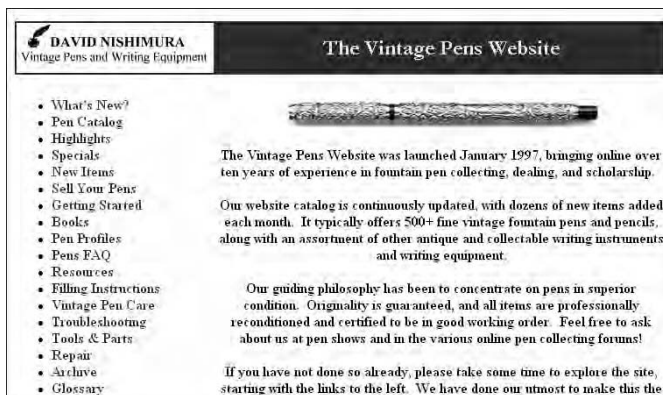 DAVID NISHIMURA
Vintage Pens and Writing Equipment
The Vintage Pens Website
What's New?
Pen Catalog
Highlights
Specials
New Items
Sell Your Pens
Getting Started
Books
Pen Profiles
Pens FAQ
Resources
Filling Instructions
Vintage Pen Care
Troubleshooting
Tools & Parts
Repair
Archive
Glossary
The Vintage Pens Website was launched January 1997, bringing online over
ten years of experience in fountain pen collecting, dealing, and scholarship.
Our website catalog is continuously updated, with dozens of new items added
each month. It typically offers 500+ fine vintage fountain pens and pencils,
along with an assortment of other antique and collectable writing instruments
and writing equipment.
Our guiding philosophy has been to concentrate on pens in superior
condition. Originality is guaranteed, and all items are professionally
reconditioned and certified to be in good working order. Feel free to ask
about us at pen shows and in the various online pen collecting forums!
If you have not done so already, please take some time to explore the site,
starting with the links to the left. We have done our utmost to make this the